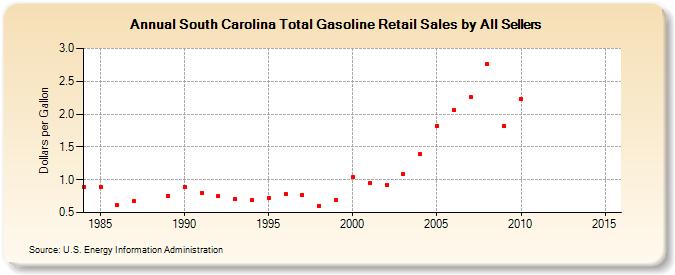 Annual South Carolina Total Gasoline Retail Sales by All Sellers
Dollars per Gallon
3.0
2.5
2.0
1.5
1.0
0.5
1985 1990 1995 2000 2005 2010 2015
Source: U.S. Energy Information Administration